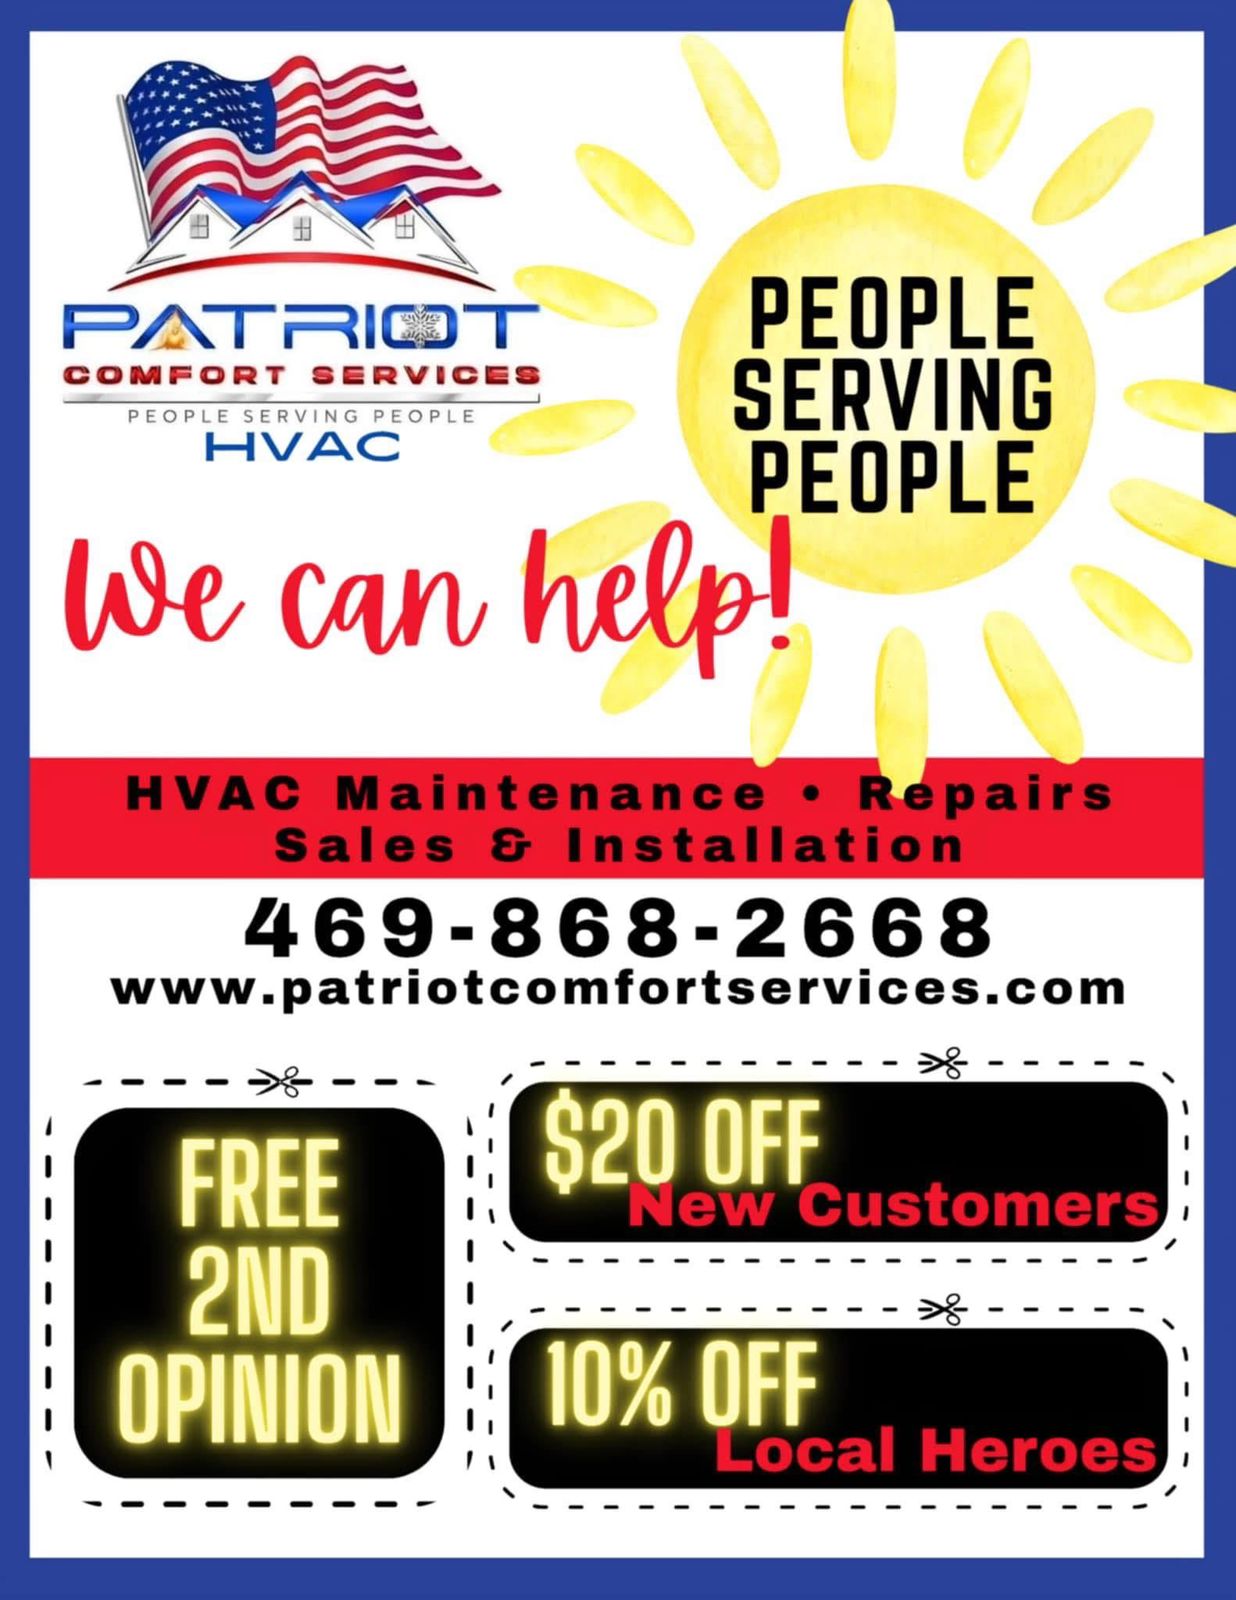 PATRIOT
COMFORT SERVICES
PEOPLE SERVING PEOPLE
HVAC
PEOPLE
SERVING
PEOPLE
We can help!
HVAC Maintenance • Repairs
Sales & Installation
469-868-2668
www.patriotcomfortservices.com
FREE
2ND
OPINION
$20 OFF
New Customers
10% OFF
Local Heroes